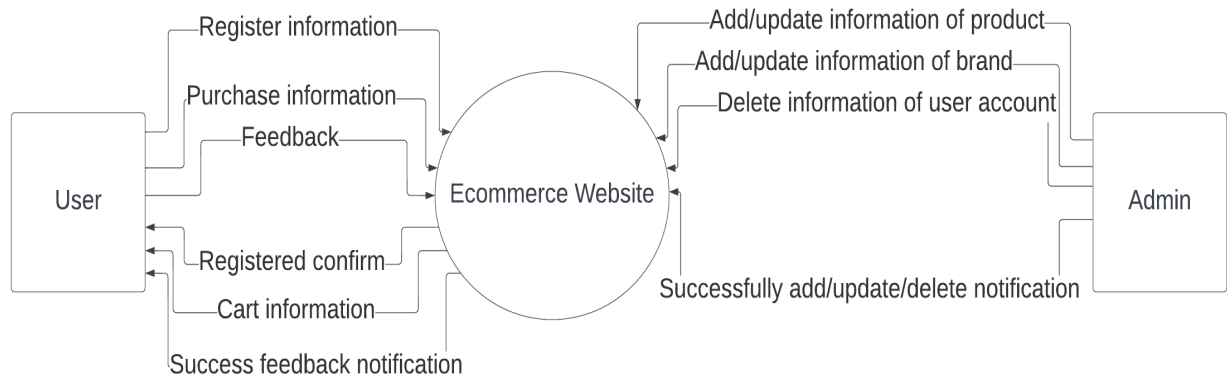 Register information
Purchase information
Feedback
User
Registered confirm
Cart information
Success feedback notification
Ecommerce Website
Add/update information of product
Add/update information of brand
Delete information of user account
Admin
Successfully add/update/delete notification